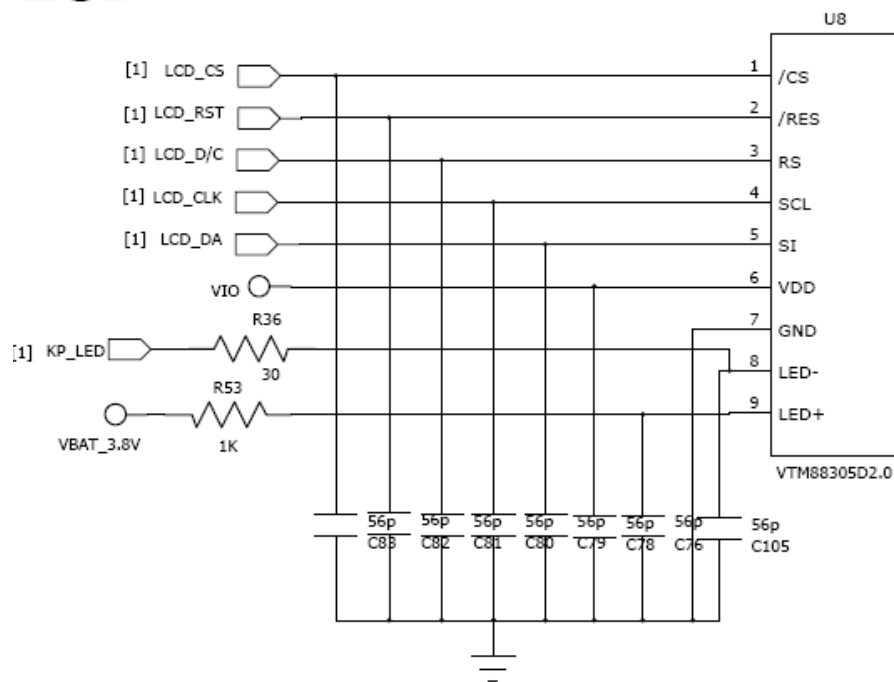 U8
[1] LCD_CS 1 /CS
[1] LCD_RST 2 /RES
[1] LCD_D/C 3 RS
[1] LCD_CLK 4 SCL
[1] LCD_DA 5 SI
VIO 6 VDD
R36 7 GND
[1] KP_LED 30 8 LED-
R53 9 LED+
VBAT_3.8V 1K
VTM88305D2.0
56p 56p 56p 56p 56p 56p 56p 56p
C83 C82 C81 C80 C79 C78 C76 C105